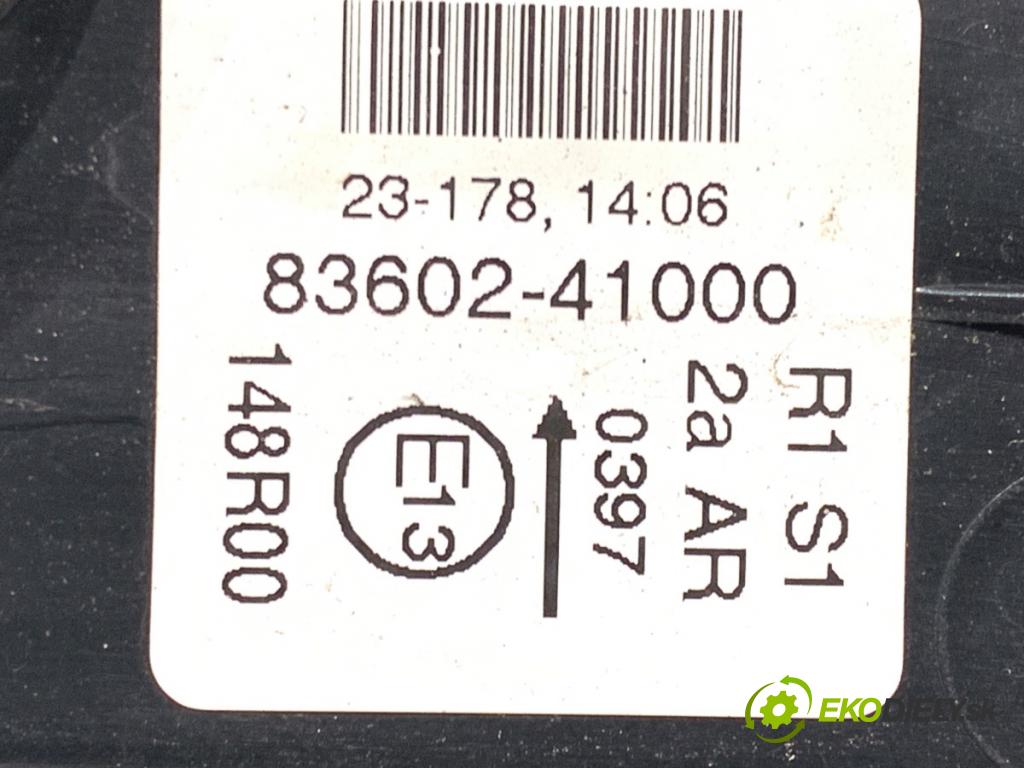 23-178, 14:06
83602-41000
R1 S1
2a AR
0397
E13
148R00
EKODIELY.sk